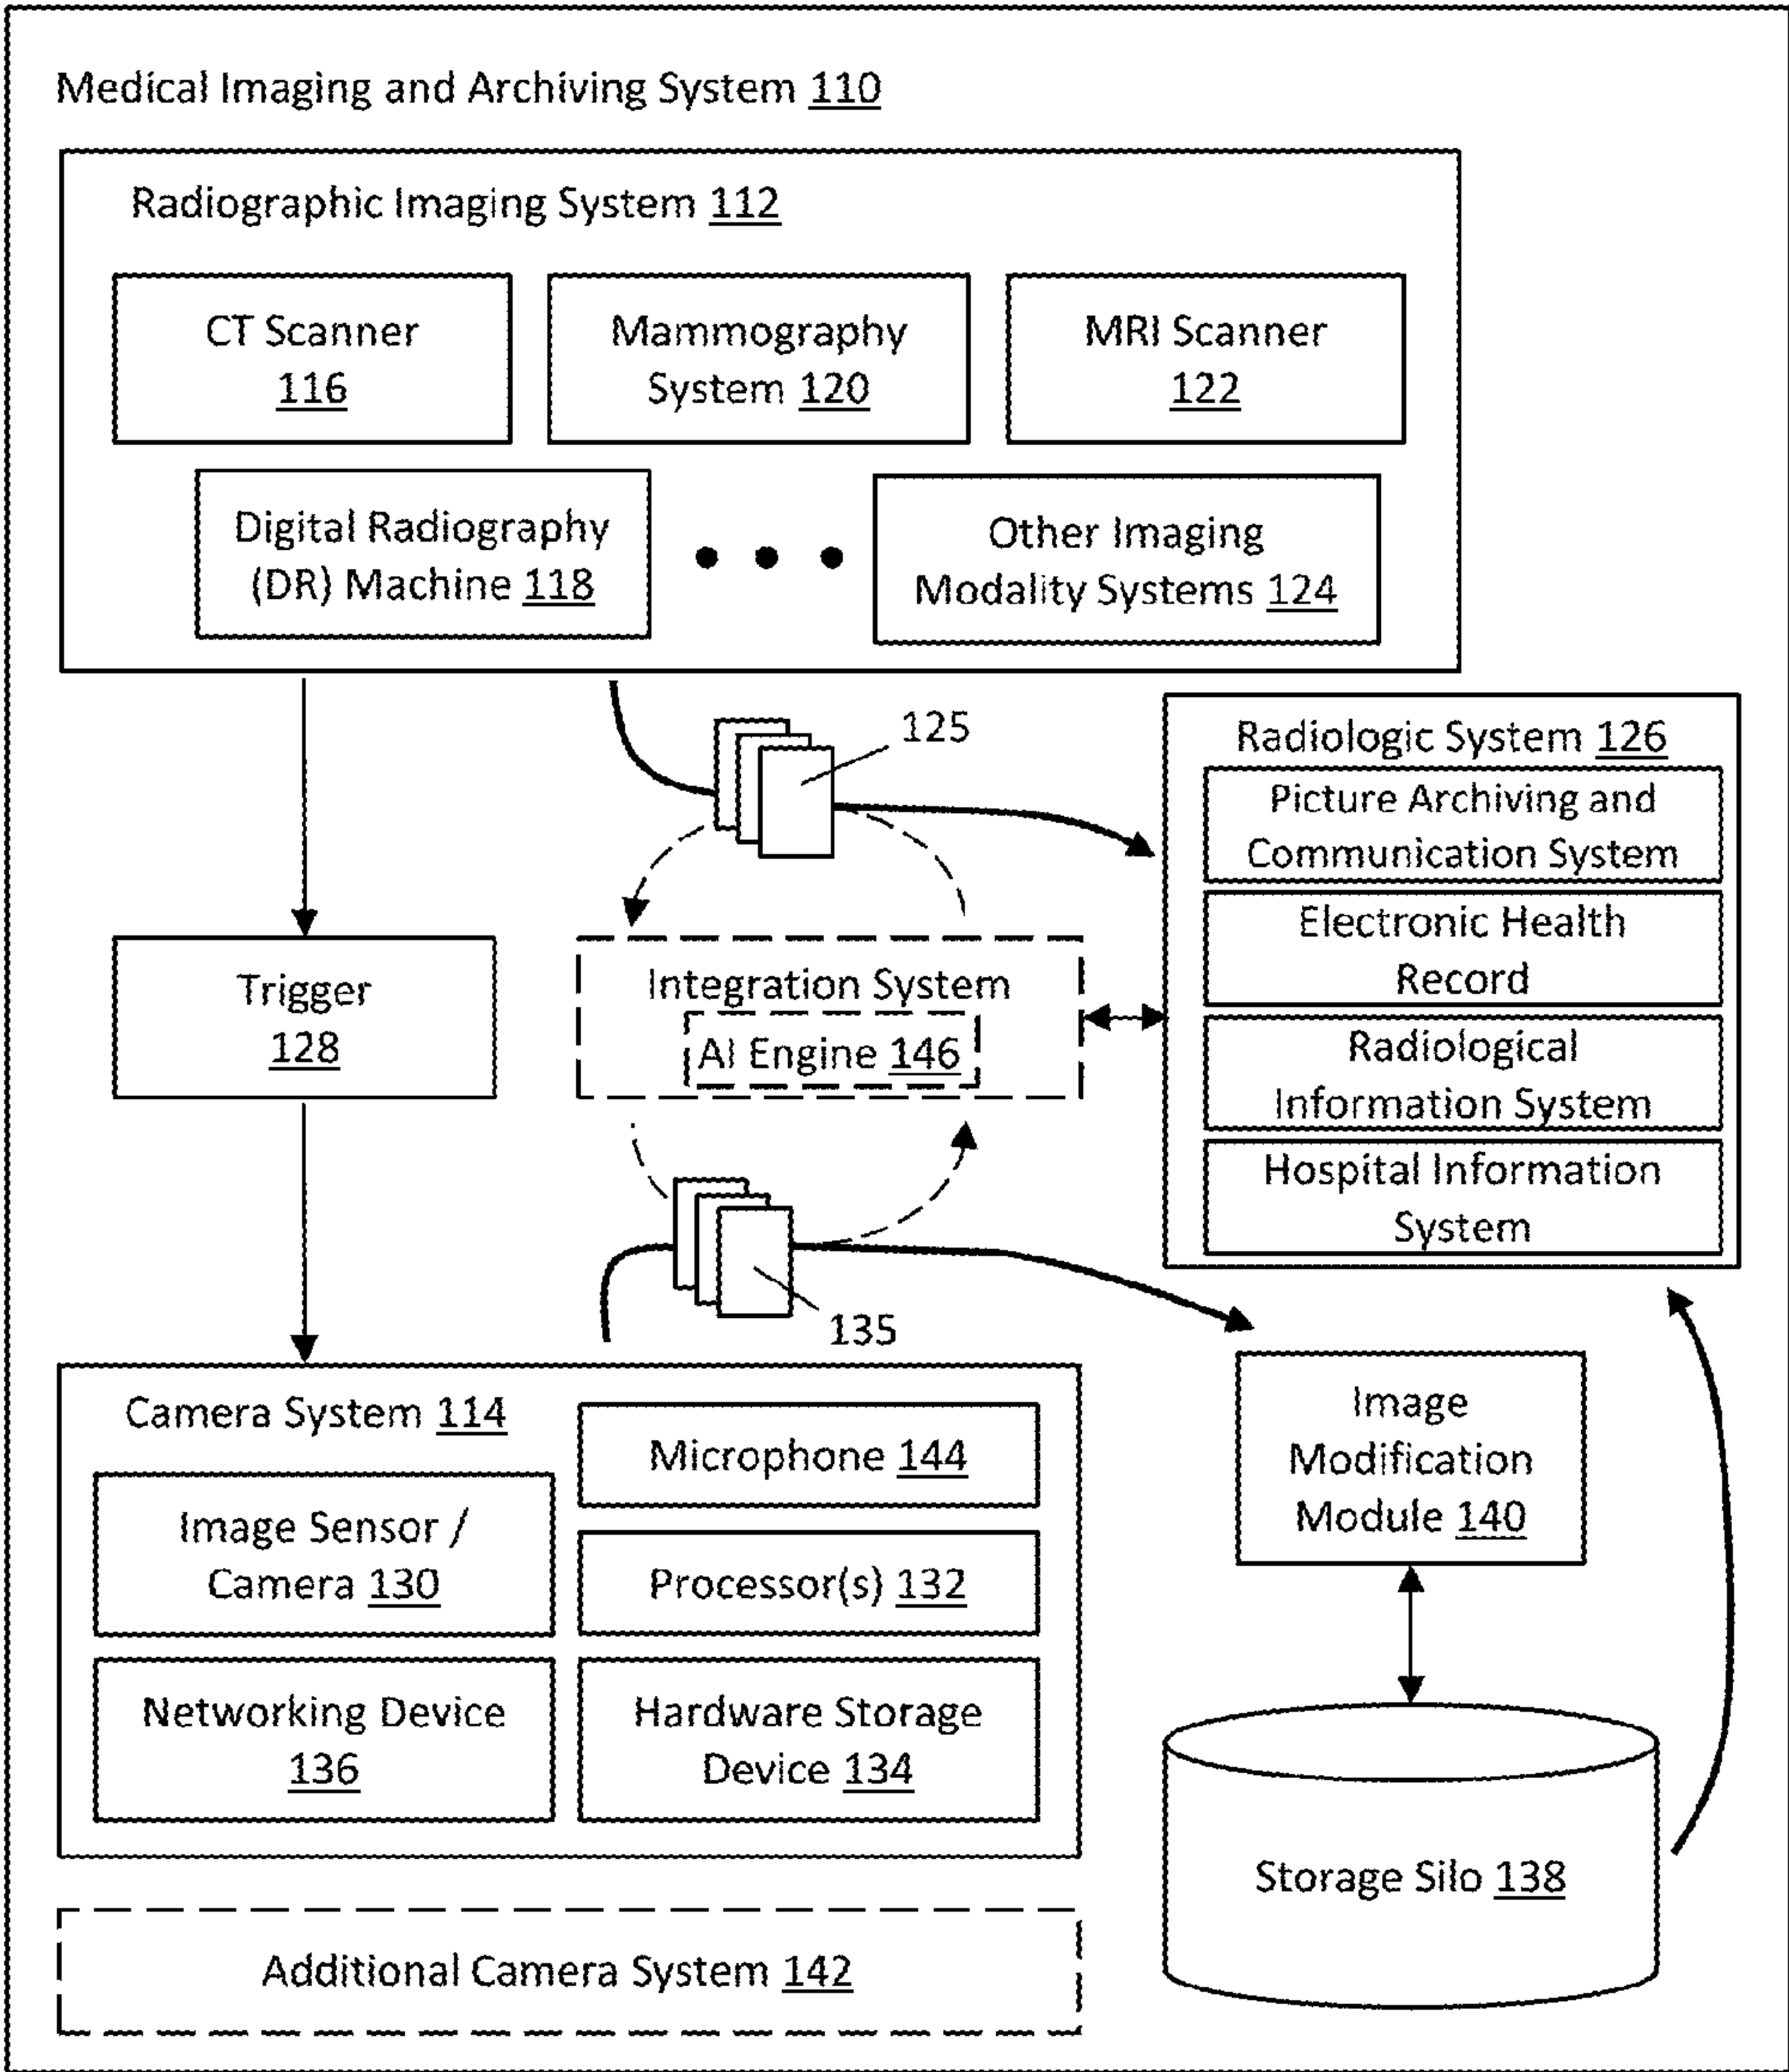 Medical Imaging and Archiving System 110
Radiographic Imaging System 112
CT Scanner
116
Mammography
System 120
MRI Scanner
122
Digital Radiography
(DR) Machine 118
Other Imaging
Modality Systems 124
125
Radiologic System 126
Picture Archiving and
Communication System
Electronic Health
Record
Radiological
Information System
Hospital Information
System
Trigger
128
Integration System
AI Engine 146
135
Camera System 114
Microphone 144
Image Sensor /
Camera 130
Processor(s) 132
Networking Device
136
Hardware Storage
Device 134
Image
Modification
Module 140
Storage Silo 138
Additional Camera System 142